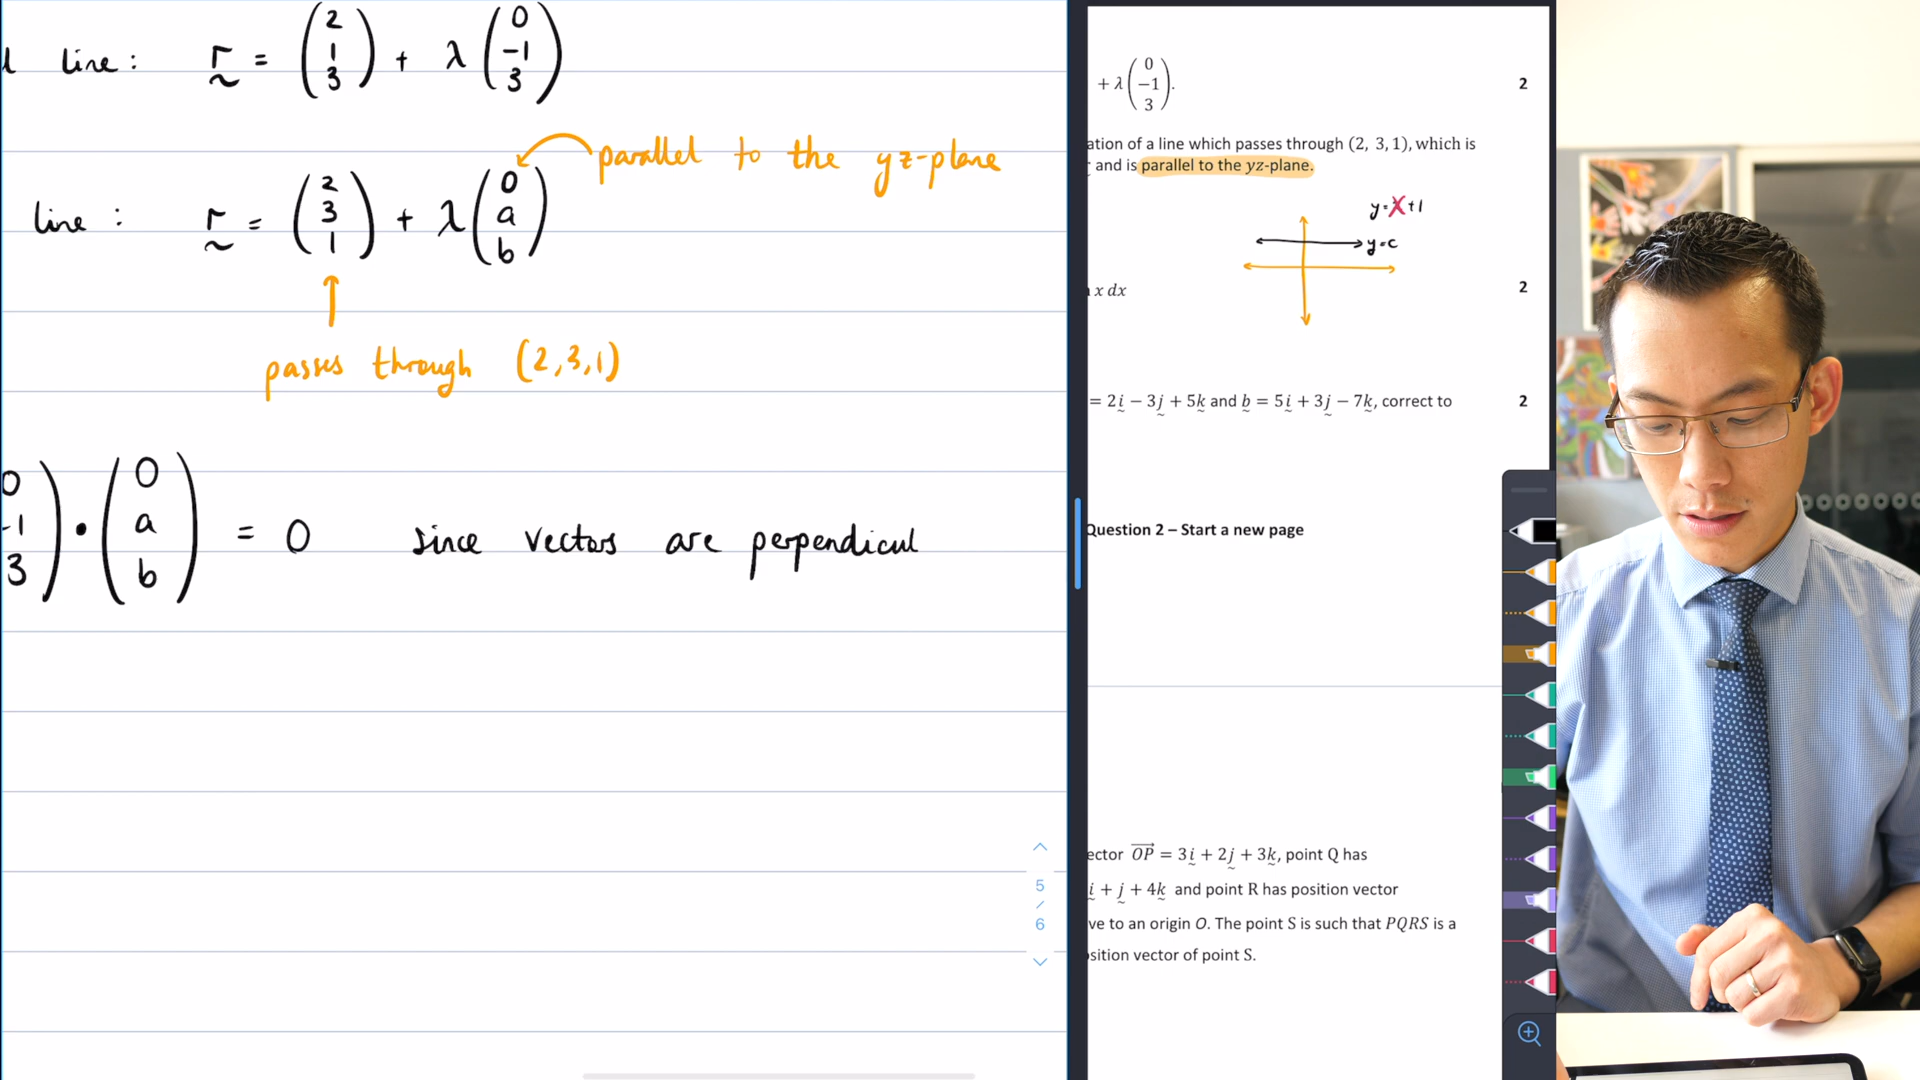 line : r = (2 1 3) + λ (0 -1 3)
parallel to the yz-plane
line : r = (2 3 1) + λ (0 a b)
passes through (2,3,1)
(0 -1 3) • (0 a b) = 0 since vectors are perpendicul
5
/
6
+ λ (0 −1 3). 2
ation of a line which passes through (2, 3, 1), which is
and is parallel to the yz-plane.
y=x+1
y=c
x dx 2
= 2i − 3j + 5k and b = 5i + 3j − 7k, correct to 2
Question 2 – Start a new page
ector OP = 3i + 2j + 3k, point Q has
i + j + 4k and point R has position vector
ve to an origin O. The point S is such that PQRS is a
sition vector of point S.